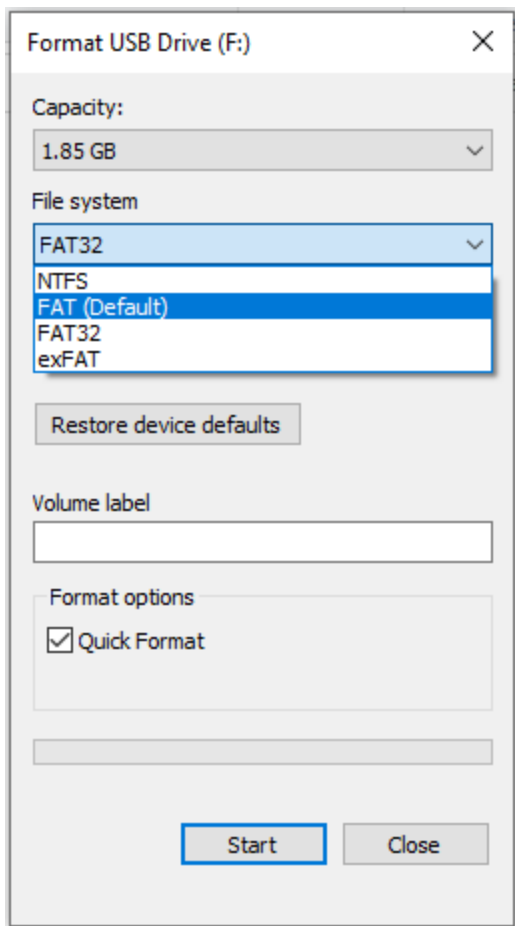 Format USB Drive (F:)
Capacity:
1.85 GB
File system
FAT32
NTFS
FAT (Default)
FAT32
exFAT
Restore device defaults
Volume label
Format options
Quick Format
Start Close